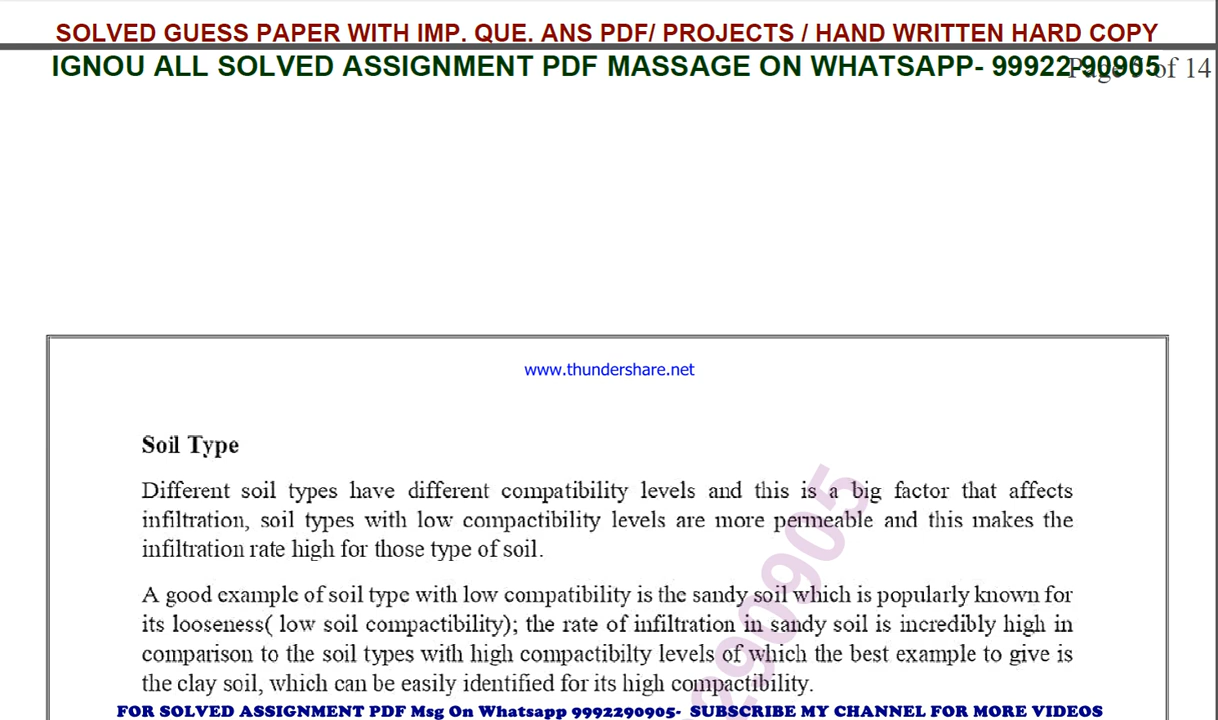 SOLVED GUESS PAPER WITH IMP. QUE. ANS PDF/ PROJECTS / HAND WRITTEN HARD COPY
IGNOU ALL SOLVED ASSIGNMENT PDF MASSAGE ON WHATSAPP- 99922-90905
of 14
www.thundershare.net
Soil Type
Different soil types have different compatibility levels and this is a big factor that affects
infiltration, soil types with low compactibility levels are more permeable and this makes the
infiltration rate high for those type of soil.
A good example of soil type with low compatibility is the sandy soil which is popularly known for
its looseness( low soil compactibility); the rate of infiltration in sandy soil is incredibly high in
comparison to the soil types with high compactibilty levels of which the best example to give is
the clay soil, which can be easily identified for its high compactibility.
290905
FOR SOLVED ASSIGNMENT PDF Msg On Whatsapp 9992290905- SUBSCRIBE MY CHANNEL FOR MORE VIDEOS